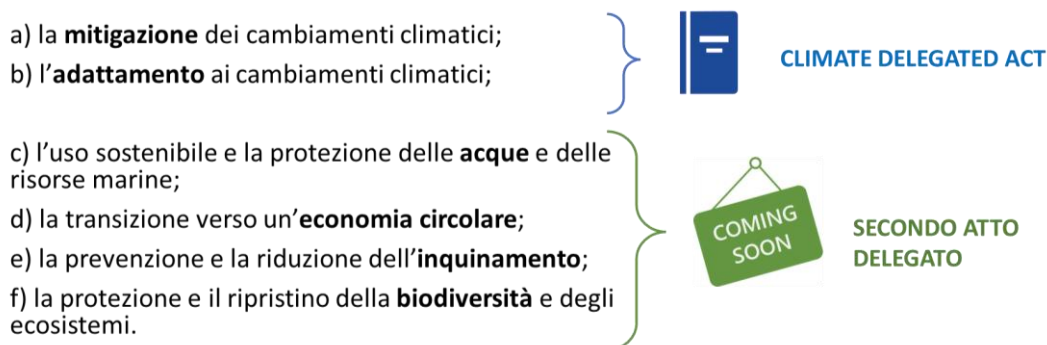 a) la mitigazione dei cambiamenti climatici;
b) l’adattamento ai cambiamenti climatici;
CLIMATE DELEGATED ACT
c) l’uso sostenibile e la protezione delle acque e delle
risorse marine;
d) la transizione verso un’economia circolare;
e) la prevenzione e la riduzione dell’inquinamento;
f) la protezione e il ripristino della biodiversità e degli
ecosistemi.
COMING
SOON
SECONDO ATTO
DELEGATO